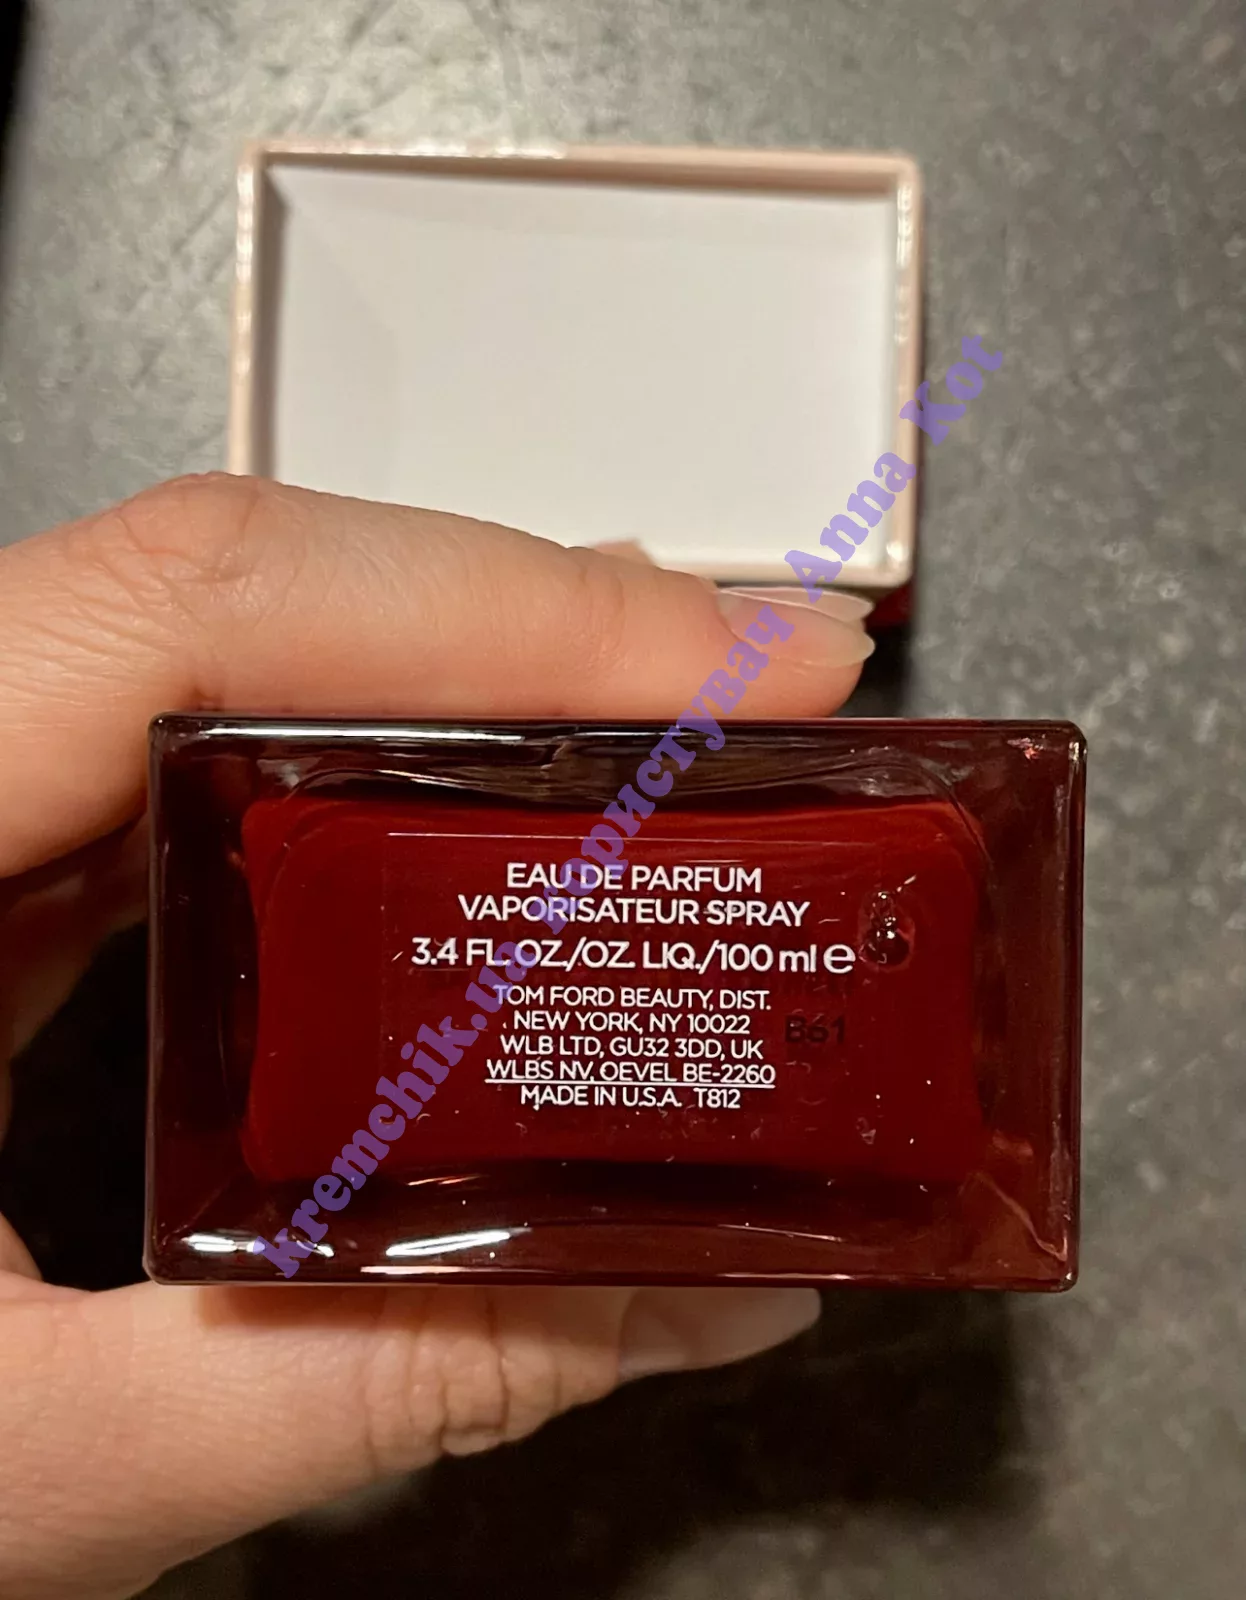 EAU DE PARFUM
VAPORISATEUR SPRAY
3.4 FL. OZ./OZ. LIQ./100 ml e
TOM FORD BEAUTY, DIST.
NEW YORK, NY 10022
B61
WLB LTD, GU32 3DD, UK
WLBS NV, OEVEL BE-2260
MADE IN U.S.A. T812
kremchik.ua користувач Anna Kot